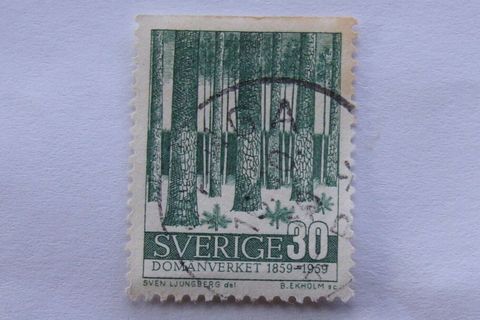 SVERIGE 30
DOMÄNVERKET 1859-1959
SVEN LJUNGBERG del B.EKHOLM sc